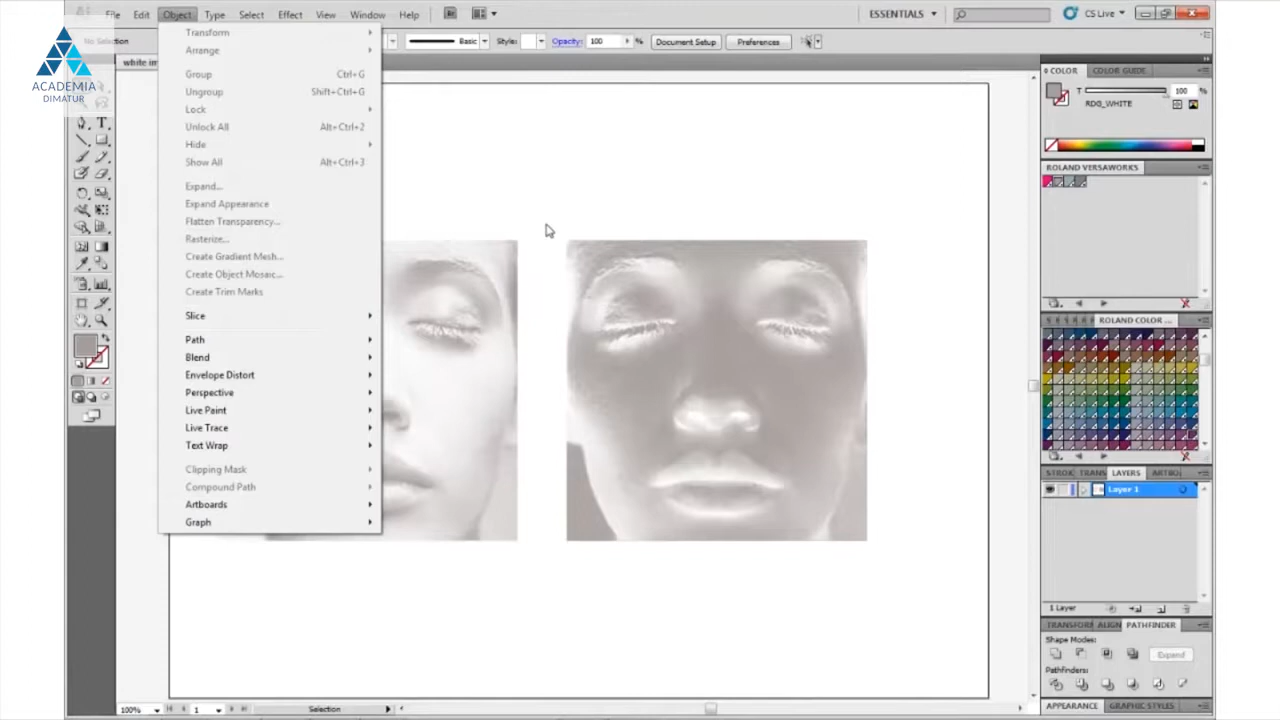 File Edit Object Type Select Effect View Window Help
ESSENTIALS
CS Live
Basic Style: Opacity: 100 % Document Setup Preferences
ACADEMIA
DIMATUR
white im
Transform
Arrange
Group Ctrl+G
Ungroup Shift+Ctrl+G
Lock
Unlock All Alt+Ctrl+2
Hide
Show All Alt+Ctrl+3
Expand...
Expand Appearance
Flatten Transparency...
Rasterize...
Create Gradient Mesh...
Create Object Mosaic...
Create Trim Marks
Slice
Path
Blend
Envelope Distort
Perspective
Live Paint
Live Trace
Text Wrap
Clipping Mask
Compound Path
Artboards
Graph
COLOR COLOR GUIDE
T 100 %
RDG_WHITE
ROLAND VERSAWORKS
ROLAND COLOR ...
STROK TRANS LAYERS ARTBO
Layer 1
1 Layer
TRANSFORM ALIGN PATHFINDER
Shape Modes:
Expand
Pathfinders:
APPEARANCE GRAPHIC STYLES
100% 1 Selection